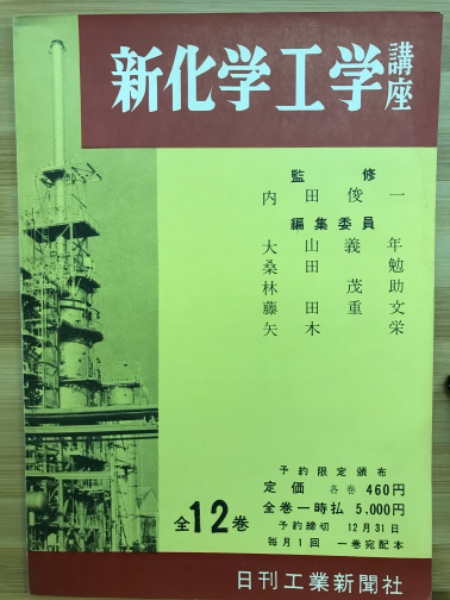 新化学工学講座
監修
内田俊一
編集委員
大山義年
桑田勉
林茂助
藤田重文
矢木栄
予約限定頒布
定価 各巻 460円
全巻一時払 5,000円
予約締切 12月31日
毎月1回 一巻宛配本
全12巻
日刊工業新聞社